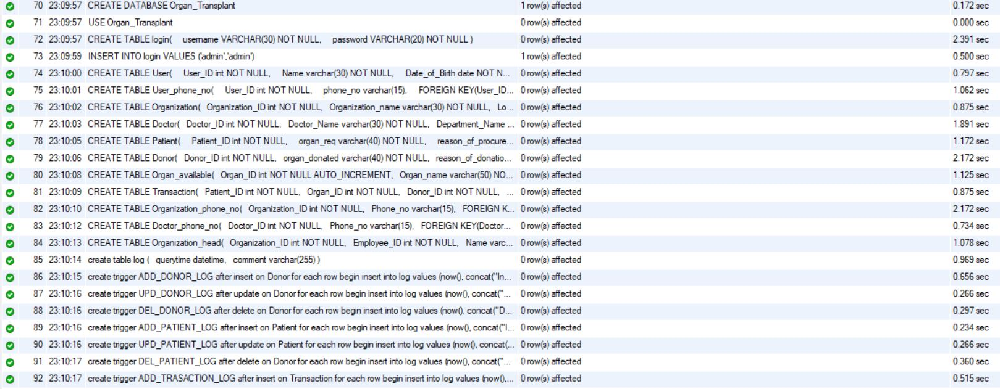 70 23:09:57 CREATE DATABASE Organ_Transplant 1 row(s) affected 0.172 sec
71 23:09:57 USE Organ_Transplant 0 row(s) affected 0.000 sec
72 23:09:57 CREATE TABLE login( username VARCHAR(30) NOT NULL, password VARCHAR(20) NOT NULL ) 0 row(s) affected 2.391 sec
73 23:09:59 INSERT INTO login VALUES ('admin','admin') 1 row(s) affected 0.500 sec
74 23:10:00 CREATE TABLE User( User_ID int NOT NULL, Name varchar(30) NOT NULL, Date_of_Birth date NOT N... 0 row(s) affected 0.797 sec
75 23:10:01 CREATE TABLE User_phone_no( User_ID int NOT NULL, phone_no varchar(15), FOREIGN KEY(User_ID... 0 row(s) affected 1.062 sec
76 23:10:02 CREATE TABLE Organization( Organization_ID int NOT NULL, Organization_name varchar(30) NOT NULL, Lo... 0 row(s) affected 0.875 sec
77 23:10:03 CREATE TABLE Doctor( Doctor_ID int NOT NULL, Doctor_Name varchar(30) NOT NULL, Department_Name ... 0 row(s) affected 1.891 sec
78 23:10:05 CREATE TABLE Patient( Patient_ID int NOT NULL, organ_req varchar(40) NOT NULL, reason_of_procure... 0 row(s) affected 1.172 sec
79 23:10:06 CREATE TABLE Donor( Donor_ID int NOT NULL, organ_donated varchar(40) NOT NULL, reason_of_donatio... 0 row(s) affected 2.172 sec
80 23:10:08 CREATE TABLE Organ_available( Organ_ID int NOT NULL AUTO_INCREMENT, Organ_name varchar(50) NO... 0 row(s) affected 1.125 sec
81 23:10:09 CREATE TABLE Transaction( Patient_ID int NOT NULL, Organ_ID int NOT NULL, Donor_ID int NOT NULL, ... 0 row(s) affected 0.875 sec
82 23:10:10 CREATE TABLE Organization_phone_no( Organization_ID int NOT NULL, Phone_no varchar(15), FOREIGN K... 0 row(s) affected 2.172 sec
83 23:10:12 CREATE TABLE Doctor_phone_no( Doctor_ID int NOT NULL, Phone_no varchar(15), FOREIGN KEY(Doctor... 0 row(s) affected 0.734 sec
84 23:10:13 CREATE TABLE Organization_head( Organization_ID int NOT NULL, Employee_ID int NOT NULL, Name varc... 0 row(s) affected 1.078 sec
85 23:10:14 create table log ( querytime datetime, comment varchar(255) ) 0 row(s) affected 0.969 sec
86 23:10:15 create trigger ADD_DONOR_LOG after insert on Donor for each row begin insert into log values (now(), concat("In... 0 row(s) affected 0.656 sec
87 23:10:16 create trigger UPD_DONOR_LOG after update on Donor for each row begin insert into log values (now(), concat("... 0 row(s) affected 0.266 sec
88 23:10:16 create trigger DEL_DONOR_LOG after delete on Donor for each row begin insert into log values (now(), concat("D... 0 row(s) affected 0.297 sec
89 23:10:16 create trigger ADD_PATIENT_LOG after insert on Patient for each row begin insert into log values (now(), concat("I... 0 row(s) affected 0.234 sec
90 23:10:16 create trigger UPD_PATIENT_LOG after update on Patient for each row begin insert into log values (now(), concat(... 0 row(s) affected 0.266 sec
91 23:10:17 create trigger DEL_PATIENT_LOG after delete on Donor for each row begin insert into log values (now(), concat("... 0 row(s) affected 0.360 sec
92 23:10:17 create trigger ADD_TRASACTION_LOG after insert on Transaction for each row begin insert into log values (now(),... 0 row(s) affected 0.515 sec